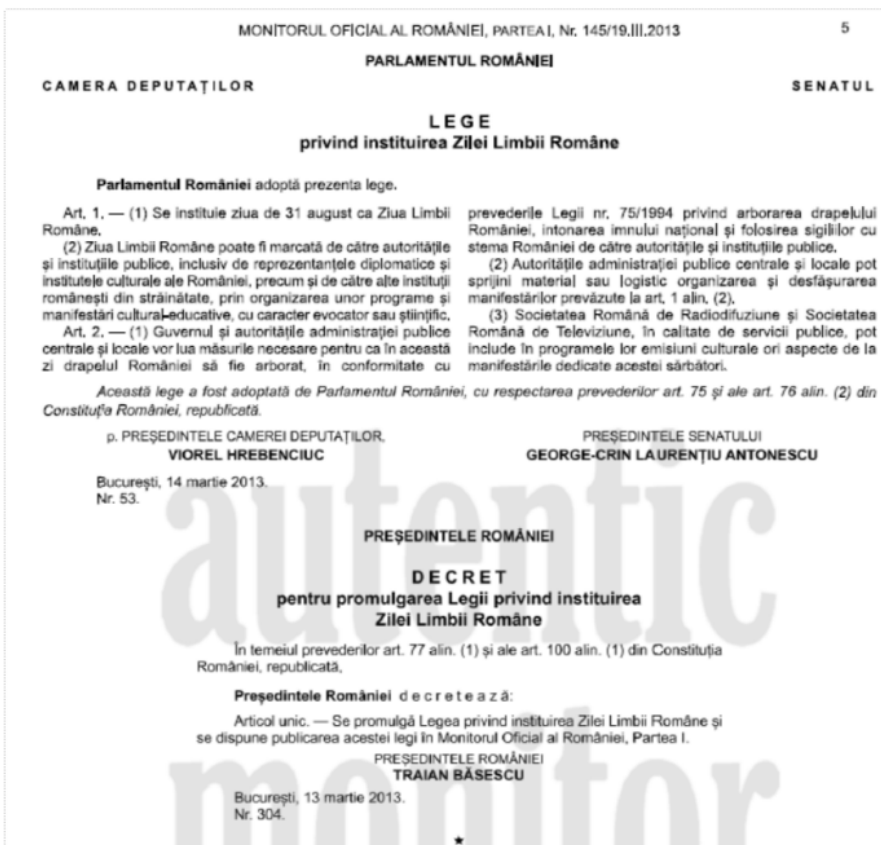 MONITORUL OFICIAL AL ROMÂNIEI, PARTEA I, Nr. 145/19.III.2013
5
PARLAMENTUL ROMÂNIEI
CAMERA DEPUTAȚILOR
SENATUL
LEGE
privind instituirea Zilei Limbii Române
Parlamentul României adoptă prezenta lege.
Art. 1. — (1) Se instituie ziua de 31 august ca Ziua Limbii
Române.
(2) Ziua Limbii Române poate fi marcată de către autoritățile
și instituțiile publice, inclusiv de reprezentanțele diplomatice și
institutele culturale ale României, precum și de către alte instituții
românești din străinătate, prin organizarea unor programe și
manifestări cultural-educative, cu caracter evocator sau științific.
Art. 2. — (1) Guvernul și autoritățile administrației publice
centrale și locale vor lua măsurile necesare pentru ca în această
zi drapelul României să fie arborat, în conformitate cu
prevederile Legii nr. 75/1994 privind arborarea drapelului
României, intonarea imnului național și folosirea sigiliilor cu
stema României de către autoritățile și instituțiile publice.
(2) Autoritățile administrației publice centrale și locale pot
sprijini material sau logistic organizarea și desfășurarea
manifestărilor prevăzute la art. 1 alin. (2).
(3) Societatea Română de Radiodifuziune și Societatea
Română de Televiziune, în calitate de servicii publice, pot
include în programele lor emisiuni culturale ori aspecte de la
manifestările dedicate acestei sărbători.
Această lege a fost adoptată de Parlamentul României, cu respectarea prevederilor art. 75 și ale art. 76 alin. (2) din
Constituția României, republicată.
p. PREȘEDINTELE CAMEREI DEPUTAȚILOR,
VIOREL HREBENCIUC
PREȘEDINTELE SENATULUI
GEORGE-CRIN LAURENȚIU ANTONESCU
București, 14 martie 2013.
Nr. 53.
PREȘEDINTELE ROMÂNIEI
DECRET
pentru promulgarea Legii privind instituirea
Zilei Limbii Române
În temeiul prevederilor art. 77 alin. (1) și ale art. 100 alin. (1) din Constituția
României, republicată,
Președintele României decretează:
Articol unic. — Se promulgă Legea privind instituirea Zilei Limbii Române și
se dispune publicarea acestei legi în Monitorul Oficial al României, Partea I.
PREȘEDINTELE ROMÂNIEI
TRAIAN BĂSESCU
București, 13 martie 2013.
Nr. 304.
autentic
monitor